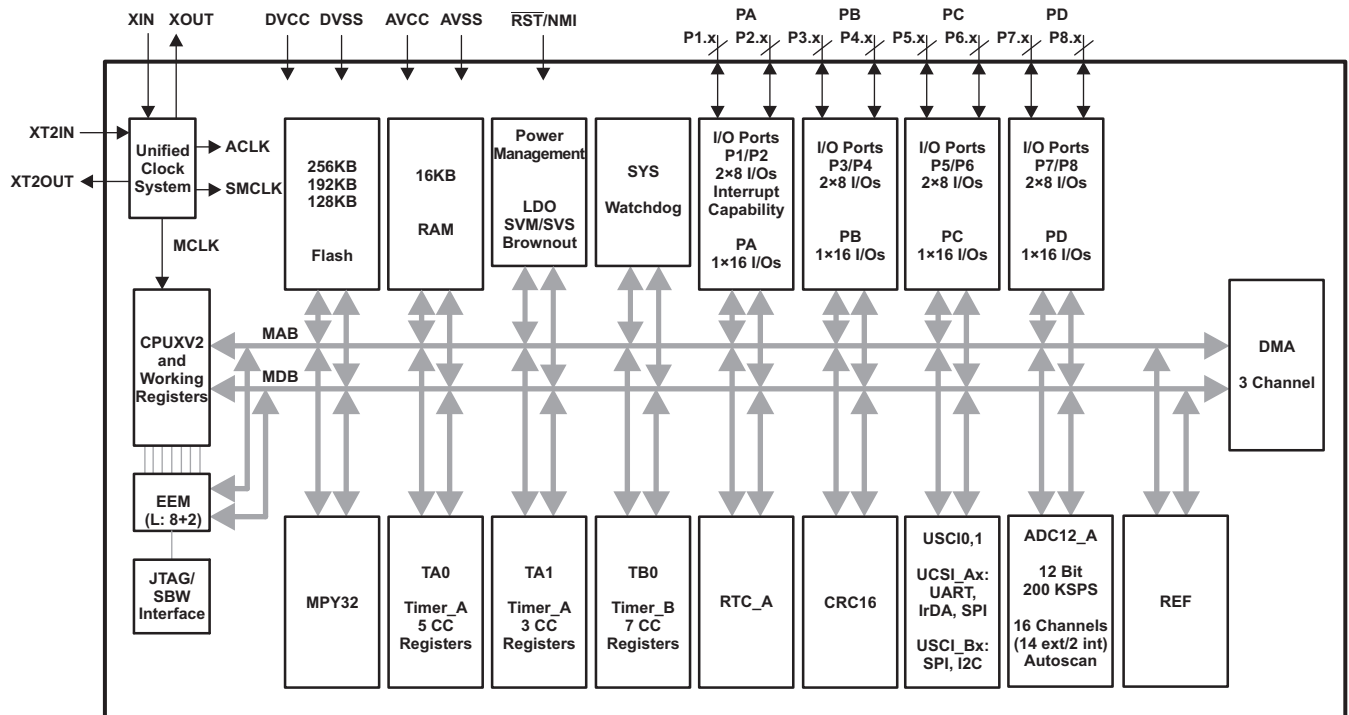 XIN XOUT DVCC DVSS AVCC AVSS RST/NMI
PA PB PC PD
P1.x P2.x P3.x P4.x P5.x P6.x P7.x P8.x
XT2IN
XT2OUT
Unified
Clock
System
ACLK
SMCLK
MCLK
256KB
192KB
128KB
Flash
16KB
RAM
Power
Management
LDO
SVM/SVS
Brownout
SYS
Watchdog
I/O Ports
P1/P2
2×8 I/Os
Interrupt
Capability
PA
1×16 I/Os
I/O Ports
P3/P4
2×8 I/Os
PB
1×16 I/Os
I/O Ports
P5/P6
2×8 I/Os
PC
1×16 I/Os
I/O Ports
P7/P8
2×8 I/Os
PD
1×16 I/Os
CPUXV2
and
Working
Registers
MAB
MDB
DMA
3 Channel
EEM
(L: 8+2)
JTAG/
SBW
Interface
MPY32
TA0
Timer_A
5 CC
Registers
TA1
Timer_A
3 CC
Registers
TB0
Timer_B
7 CC
Registers
RTC_A
CRC16
USCI0,1
UCSI_Ax:
UART,
IrDA, SPI
USCI_Bx:
SPI, I2C
ADC12_A
12 Bit
200 KSPS
16 Channels
(14 ext/2 int)
Autoscan
REF